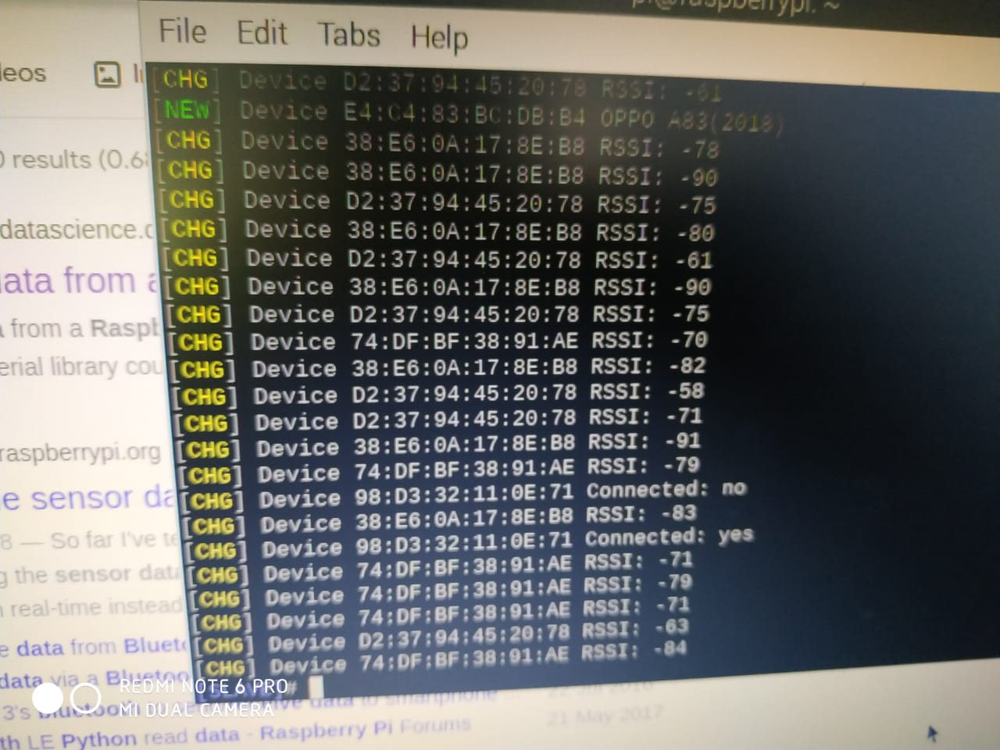 pi@raspberrypi: ~
File Edit Tabs Help
[CHG] Device D2:37:94:45:20:78 RSSI: -61
[NEW] Device E4:C4:83:BC:DB:B4 OPPO A83(2018)
[CHG] Device 38:E6:0A:17:8E:B8 RSSI: -78
[CHG] Device 38:E6:0A:17:8E:B8 RSSI: -90
[CHG] Device D2:37:94:45:20:78 RSSI: -75
[CHG] Device 38:E6:0A:17:8E:B8 RSSI: -80
[CHG] Device D2:37:94:45:20:78 RSSI: -61
[CHG] Device 38:E6:0A:17:8E:B8 RSSI: -90
[CHG] Device D2:37:94:45:20:78 RSSI: -75
[CHG] Device 74:DF:BF:38:91:AE RSSI: -70
[CHG] Device 38:E6:0A:17:8E:B8 RSSI: -82
[CHG] Device D2:37:94:45:20:78 RSSI: -58
[CHG] Device D2:37:94:45:20:78 RSSI: -71
[CHG] Device 38:E6:0A:17:8E:B8 RSSI: -91
[CHG] Device 74:DF:BF:38:91:AE RSSI: -79
[CHG] Device 98:D3:32:11:0E:71 Connected: no
[CHG] Device 38:E6:0A:17:8E:B8 RSSI: -83
[CHG] Device 98:D3:32:11:0E:71 Connected: yes
[CHG] Device 74:DF:BF:38:91:AE RSSI: -71
[CHG] Device 74:DF:BF:38:91:AE RSSI: -79
[CHG] Device 74:DF:BF:38:91:AE RSSI: -71
[CHG] Device D2:37:94:45:20:78 RSSI: -63
[CHG] Device 74:DF:BF:38:91:AE RSSI: -84
#
eos
0 results (0.6
datascience.c
ata from a
from a Raspb
erial library cou
raspberrypi.org
e sensor da
8 — So far I've te
g the sensor data
real-time instead
e data from Blueto
data via a Bluetoo
3's Bluetooth
ive data to smartphone ...
22 Jul 2016
th LE Python read data - Raspberry Pi Forums
21 May 2017
REDMI NOTE 6 PRO
MI DUAL CAMERA